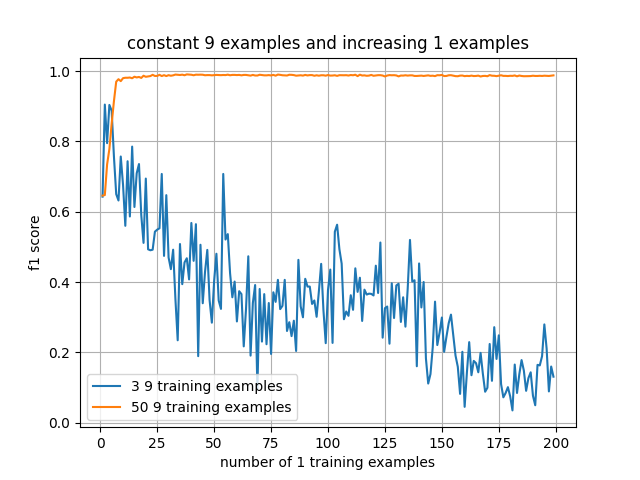 constant 9 examples and increasing 1 examples
1.0
0.8
0.6
0.4
0.2
0.0
f1 score
3 9 training examples
50 9 training examples
0 25 50 75 100 125 150 175 200
number of 1 training examples